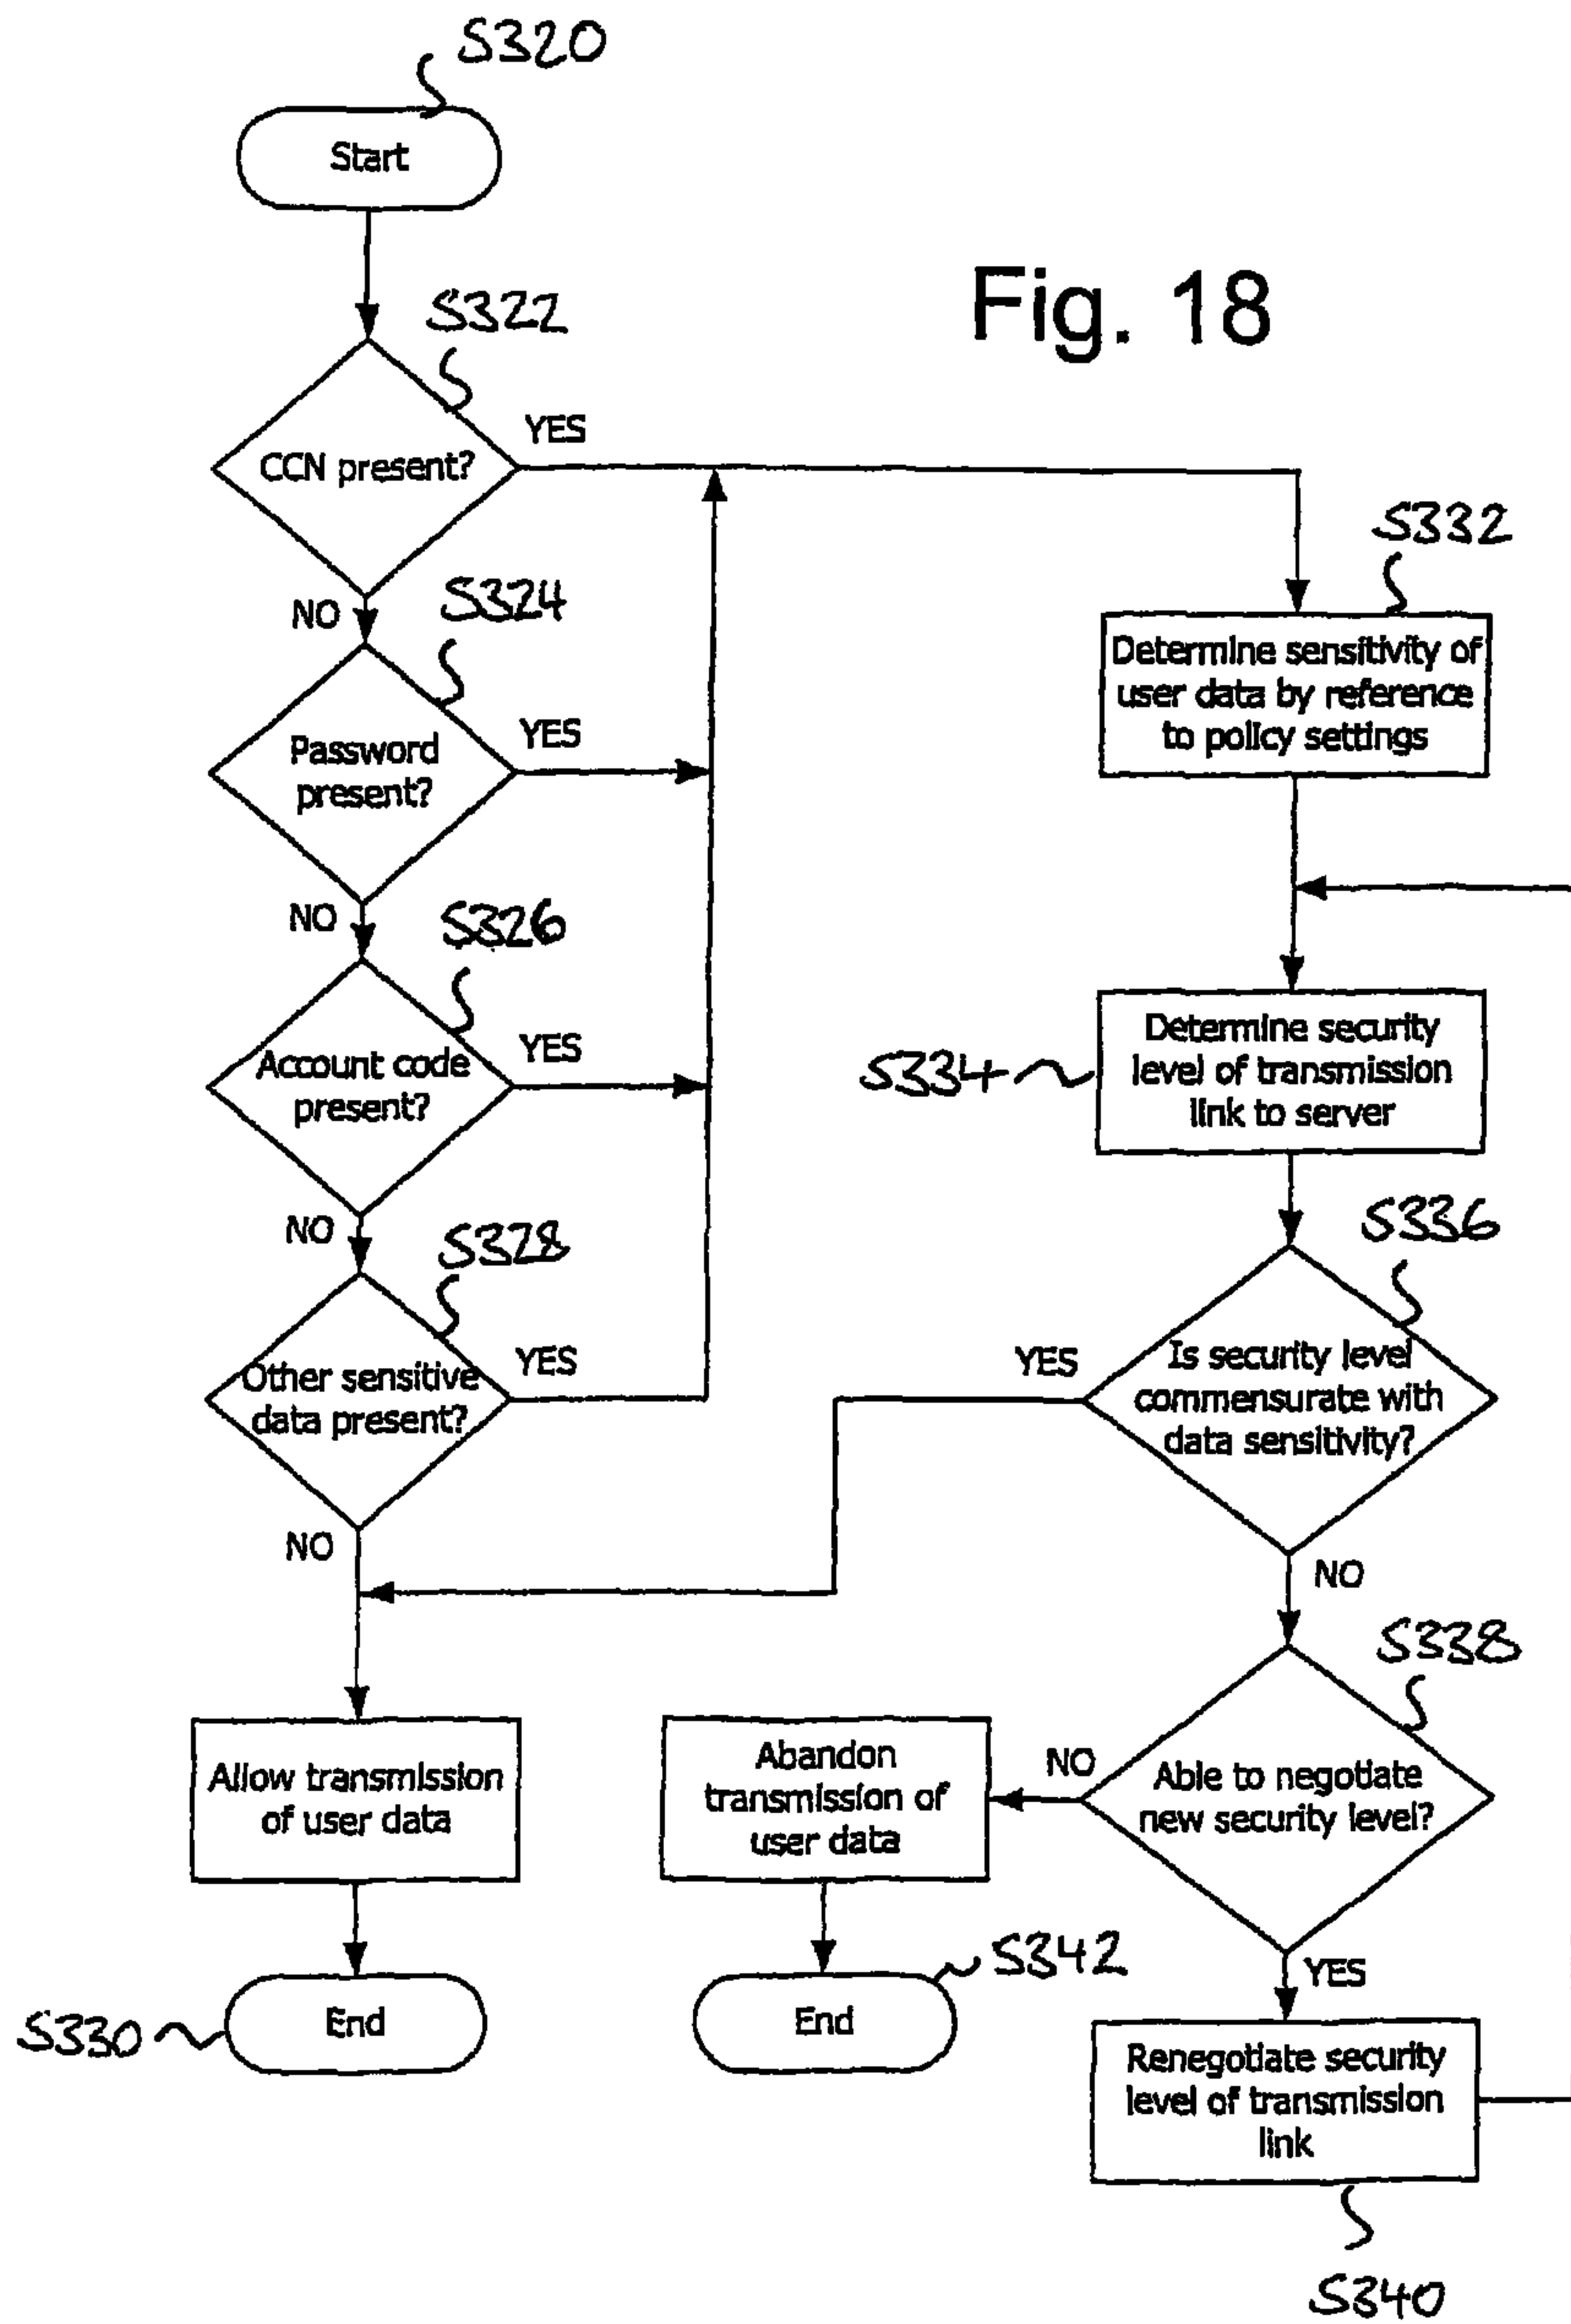 S320
Start
Fig. 18
S322
CCN present?
YES
NO
S324
Password
present?
YES
NO
S326
Account code
present?
YES
NO
S328
Other sensitive
data present?
YES
NO
Allow transmission
of user data
S330
End
S332
Determine sensitivity of
user data by reference
to policy settings
S334
Determine security
level of transmission
link to server
S336
Is security level
commensurate with
data sensitivity?
YES
NO
S338
Able to negotiate
new security level?
NO
Abandon
transmission of
user data
S342
End
YES
Renegotiate security
level of transmission
link
S340